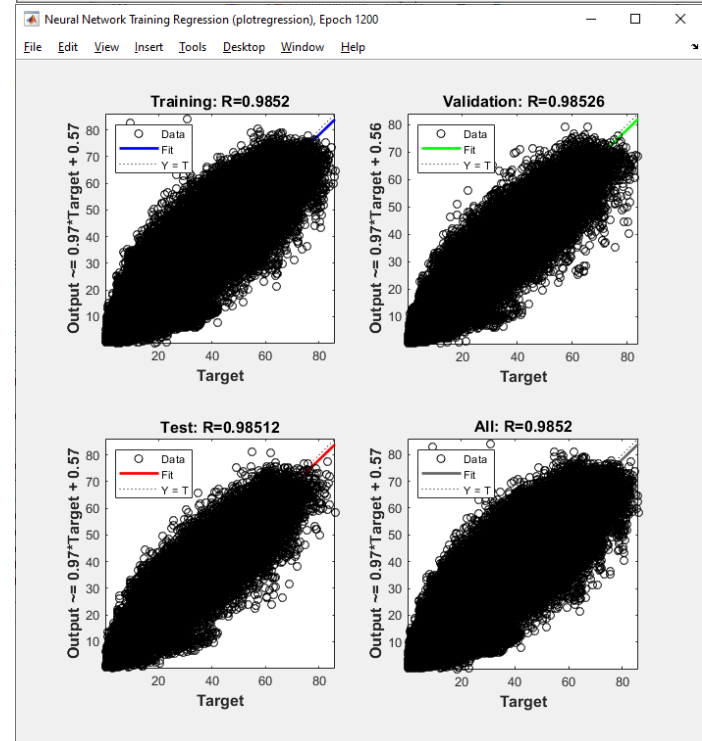 Neural Network Training Regression (plotregression), Epoch 1200
File Edit View Insert Tools Desktop Window Help
Training: R=0.9852
Output ~= 0.97*Target + 0.57
80
70
60
50
40
30
20
10
Data
Fit
Y = T
20 40 60 80
Target
Validation: R=0.98526
Output ~= 0.97*Target + 0.56
80
70
60
50
40
30
20
10
Data
Fit
Y = T
20 40 60 80
Target
Test: R=0.98512
Output ~= 0.97*Target + 0.57
80
70
60
50
40
30
20
10
Data
Fit
Y = T
20 40 60 80
Target
All: R=0.9852
Output ~= 0.97*Target + 0.57
80
70
60
50
40
30
20
10
Data
Fit
Y = T
20 40 60 80
Target